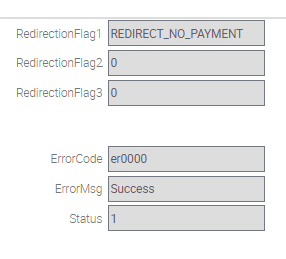 RedirectionFlag1 REDIRECT_NO_PAYMENT
RedirectionFlag2 0
RedirectionFlag3 0
ErrorCode er0000
ErrorMsg Success
Status 1